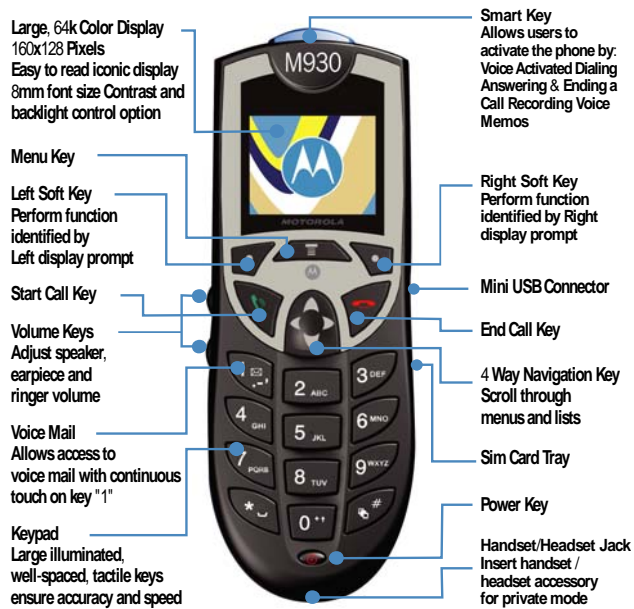 Large, 64k Color Display
160x128 Pixels
Easy to read iconic display
8mm font size Contrast and
backlight control option
Menu Key
Left Soft Key
Perform function
identified by
Left display prompt
Start Call Key
Volume Keys
Adjust speaker,
earpiece and
ringer volume
Voice Mail
Allows access to
voice mail with continuous
touch on key "1"
Keypad
Large illuminated,
well-spaced, tactile keys
ensure accuracy and speed
M930
MOTOROLA
1
2 ABC
3 DEF
4 GHI
5 JKL
6 MNO
7 PQRS
8 TUV
9 WXYZ
*
0 +
#
Smart Key
Allows users to
activate the phone by:
Voice Activated Dialing
Answering & Ending a
Call Recording Voice
Memos
Right Soft Key
Perform function
identified by Right
display prompt
Mini USB Connector
End Call Key
4 Way Navigation Key
Scroll through
menus and lists
Sim Card Tray
Power Key
Handset/Headset Jack
Insert handset /
headset accessory
for private mode